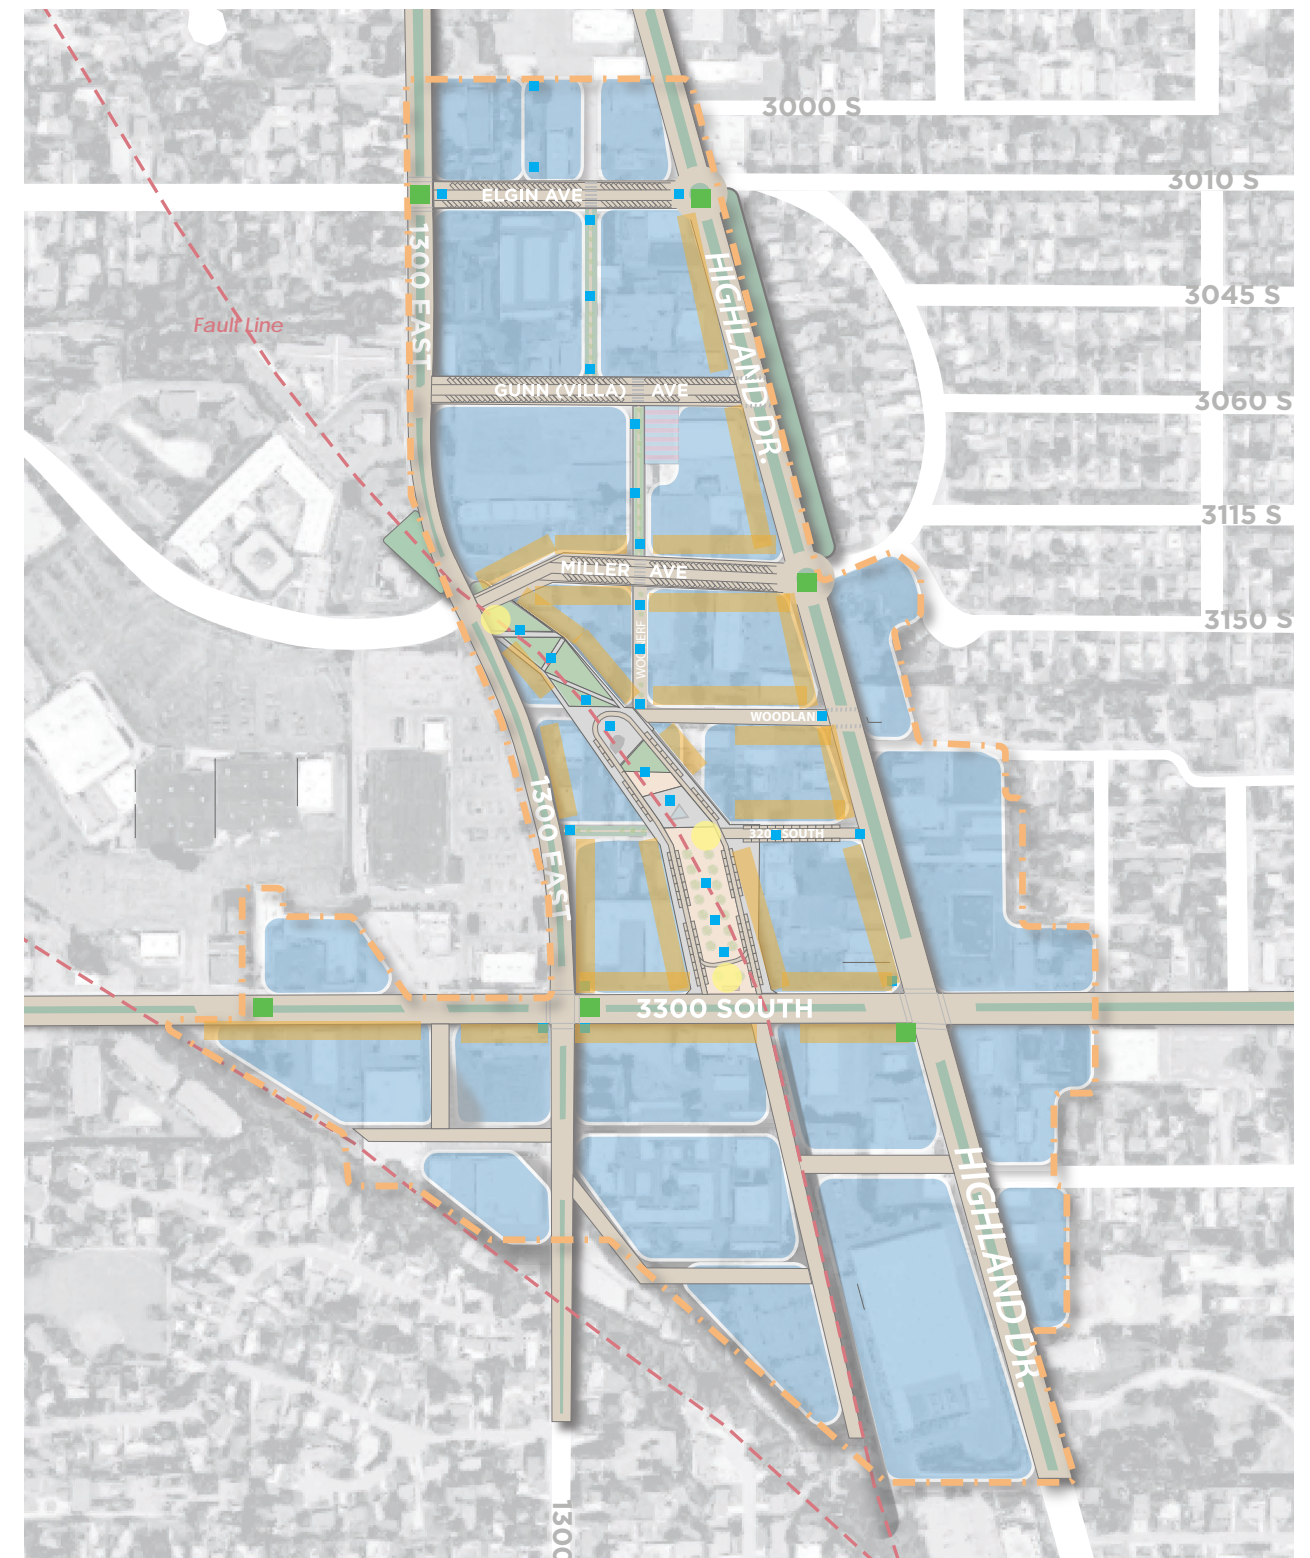 3000 S
3010 S
ELGIN AVE
1300 EAST
HIGHLAND DR.
3045 S
Fault Line
GUNN (VILLA) AVE
3060 S
3115 S
MILLER AVE
3150 S
WOODLAN
1300 EAST
SOUTH
3300 SOUTH
HIGHLAND DR.
1300